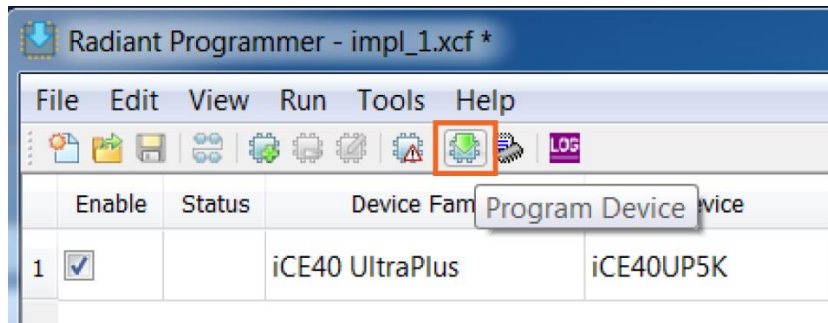 Radiant Programmer - impl_1.xcf *
File Edit View Run Tools Help
LOG
Enable Status Device Fam vice
Program Device
1 iCE40 UltraPlus iCE40UP5K